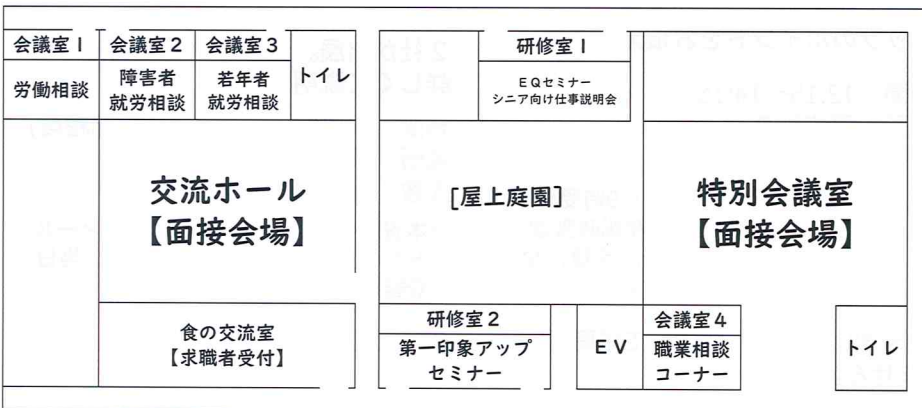 会議室1
労働相談
会議室2
障害者
就労相談
会議室3
若年者
就労相談
トイレ
研修室1
EQセミナー
シニア向け仕事説明会
交流ホール
【面接会場】
[屋上庭園]
特別会議室
【面接会場】
食の交流室
【求職者受付】
研修室2
第一印象アップ
セミナー
EV
会議室4
職業相談
コーナー
トイレ